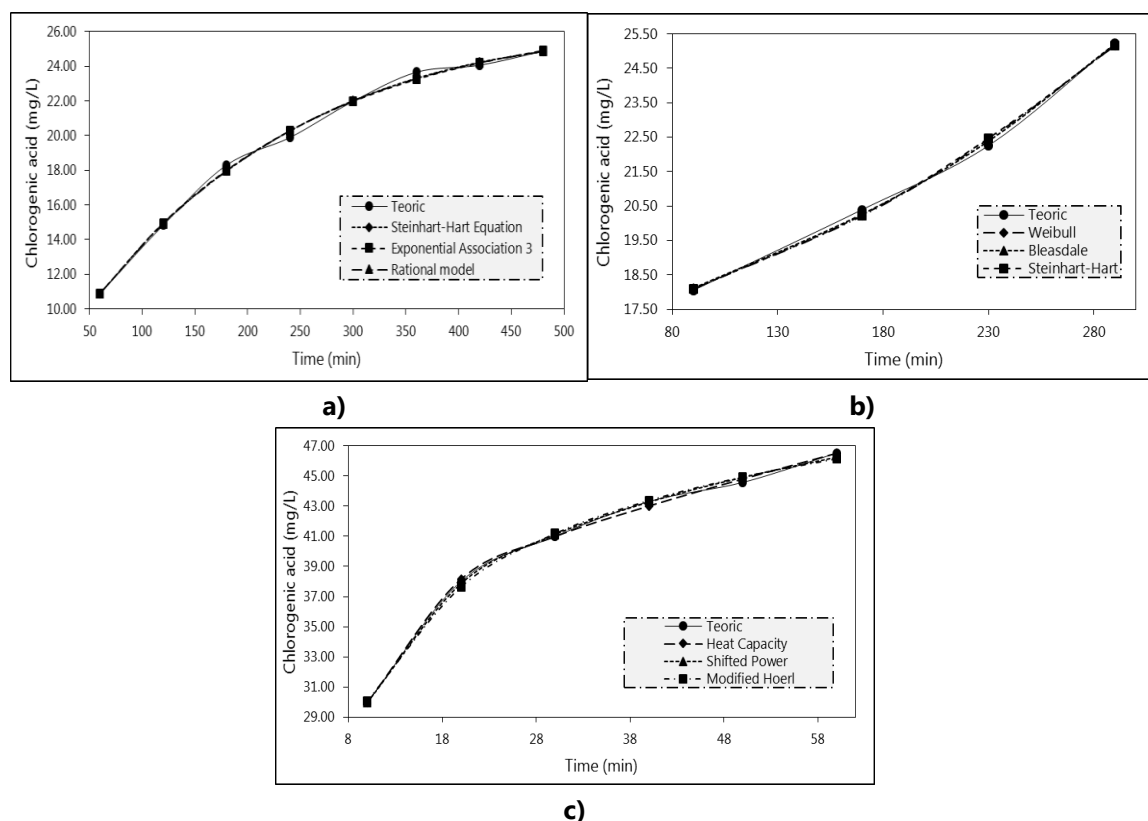 26.00
24.00
22.00
20.00
18.00
16.00
14.00
12.00
10.00
Chlorogenic acid (mg/L)
50 100 150 200 250 300 350 400 450 500
Time (min)
Teoric
Steinhart-Hart Equation
Exponential Association 3
Rational model
a)
25.50
23.50
22.50
21.50
20.50
19.50
18.50
17.50
Chlorogenic acid (mg/L)
80 130 180 230 280
Time (min)
Teoric
Weibull
Bleasdale
Steinhart-Hart
b)
47.00
45.00
43.00
41.00
39.00
37.00
35.00
33.00
31.00
29.00
Chlorogenic acid (mg/L)
8 18 28 38 48 58
Time (min)
Teoric
Heat Capacity
Shifted Power
Modified Hoerl
c)